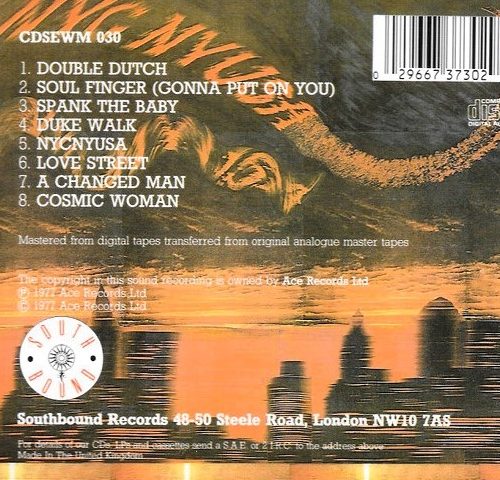 NYC NYUSA
CDSEWM 030
1. DOUBLE DUTCH
2. SOUL FINGER (GONNA PUT ON YOU)
3. SPANK THE BABY
4. DUKE WALK
5. NYCNYUSA
6. LOVE STREET
7. A CHANGED MAN
8. COSMIC WOMAN
0 29667 37302
COMPA
disc
DIGITAL AU
Mastered from digital tapes transferred from original analogue master tapes
The copyright in this sound recording is owned by Ace Records Ltd
℗ 1977 Ace Records Ltd
© 1977 Ace Records Ltd
SOUTH BOUND
Southbound Records 48-50 Steele Road, London NW10 7AS
For details of our CDs, LPs and cassettes send a S.A.E. or 2 I.R.C. to the address above
Made In The United Kingdom